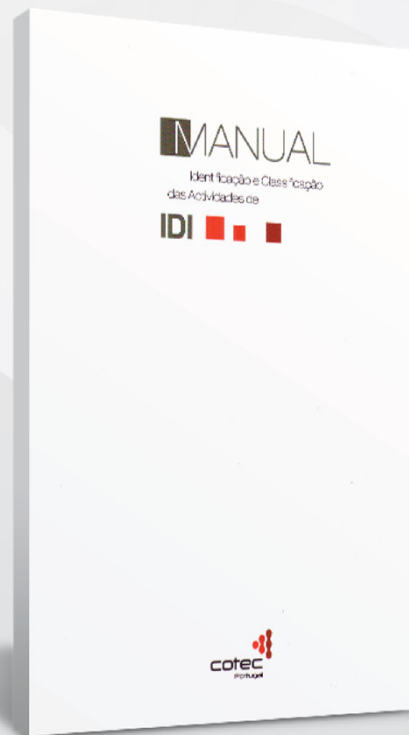 MANUAL
Identificação e Classificação
das Actividades de
IDI
cotec
Portugal